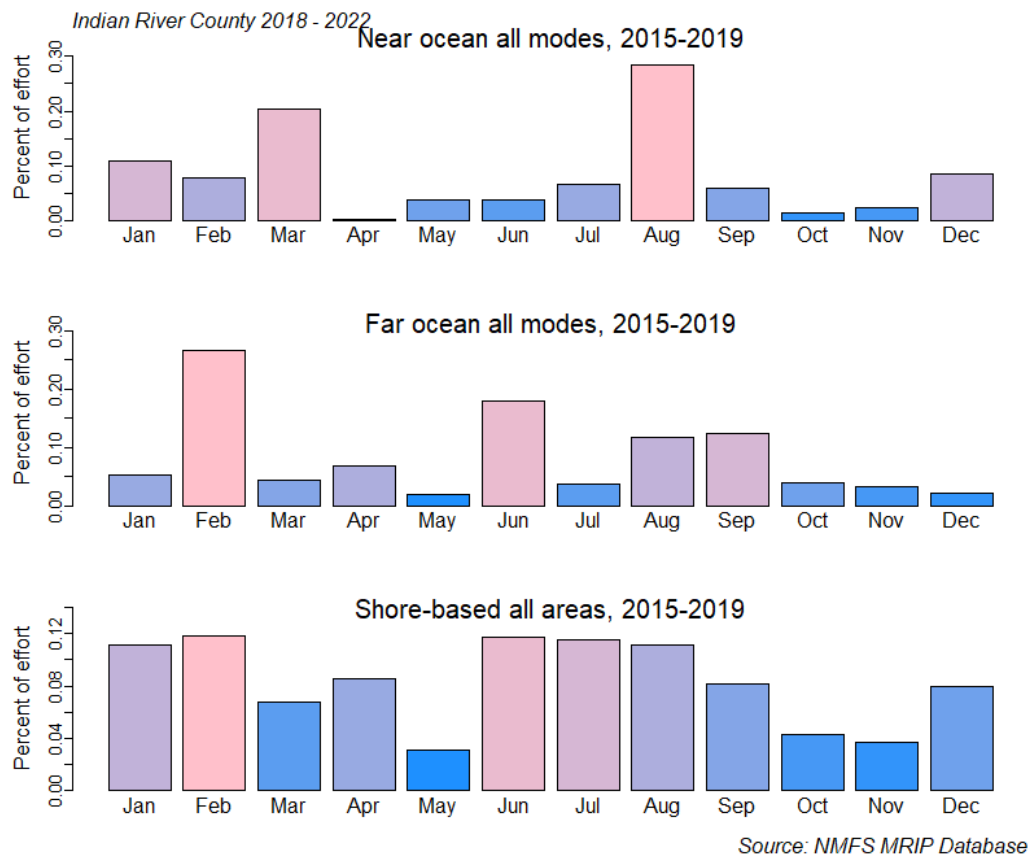 Indian River County 2018 - 2022
Near ocean all modes, 2015-2019
Percent of effort
0.30
0.20
0.10
0.00
Jan Feb Mar Apr May Jun Jul Aug Sep Oct Nov Dec
Far ocean all modes, 2015-2019
Percent of effort
0.30
0.20
0.10
0.00
Jan Feb Mar Apr May Jun Jul Aug Sep Oct Nov Dec
Shore-based all areas, 2015-2019
Percent of effort
0.12
0.08
0.04
0.00
Jan Feb Mar Apr May Jun Jul Aug Sep Oct Nov Dec
Source: NMFS MRIP Database